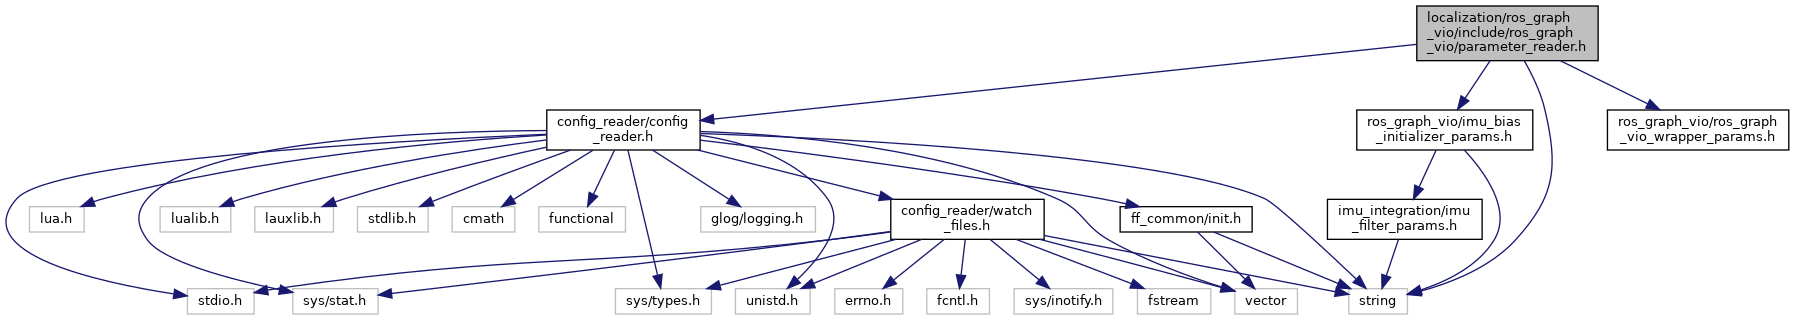 localization/ros_graph
_vio/include/ros_graph
_vio/parameter_reader.h
config_reader/config
_reader.h
ros_graph_vio/imu_bias
_initializer_params.h
ros_graph_vio/ros_graph
_vio_wrapper_params.h
lua.h
lualib.h
lauxlib.h
stdlib.h
cmath
functional
glog/logging.h
config_reader/watch
_files.h
ff_common/init.h
imu_integration/imu
_filter_params.h
stdio.h
sys/stat.h
sys/types.h
unistd.h
errno.h
fcntl.h
sys/inotify.h
fstream
vector
string